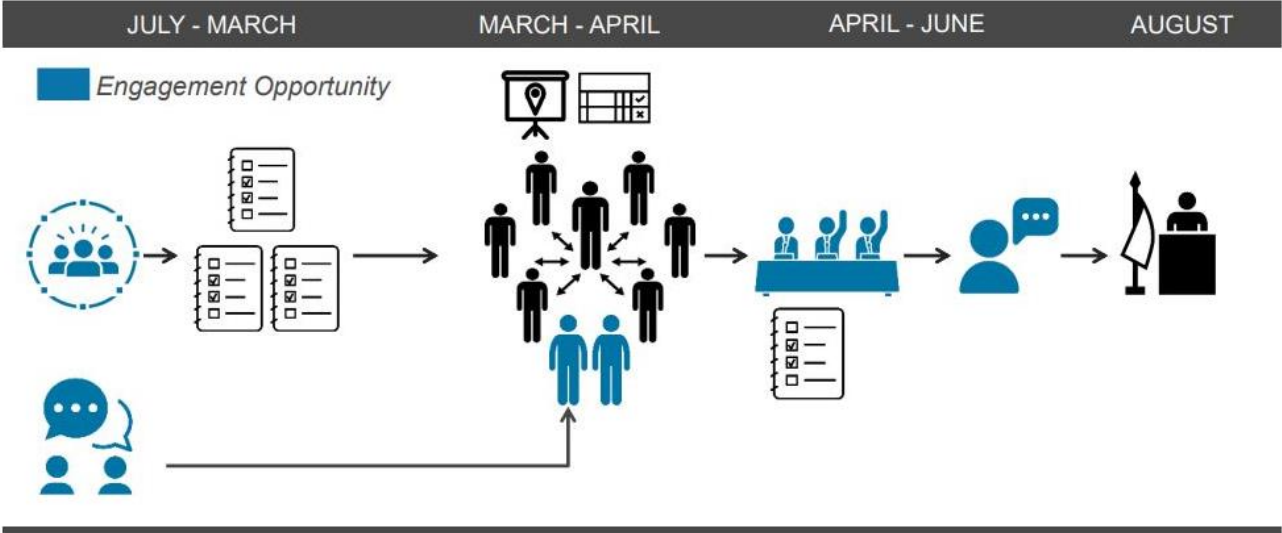 JULY - MARCH
MARCH - APRIL
APRIL - JUNE
AUGUST
Engagement Opportunity